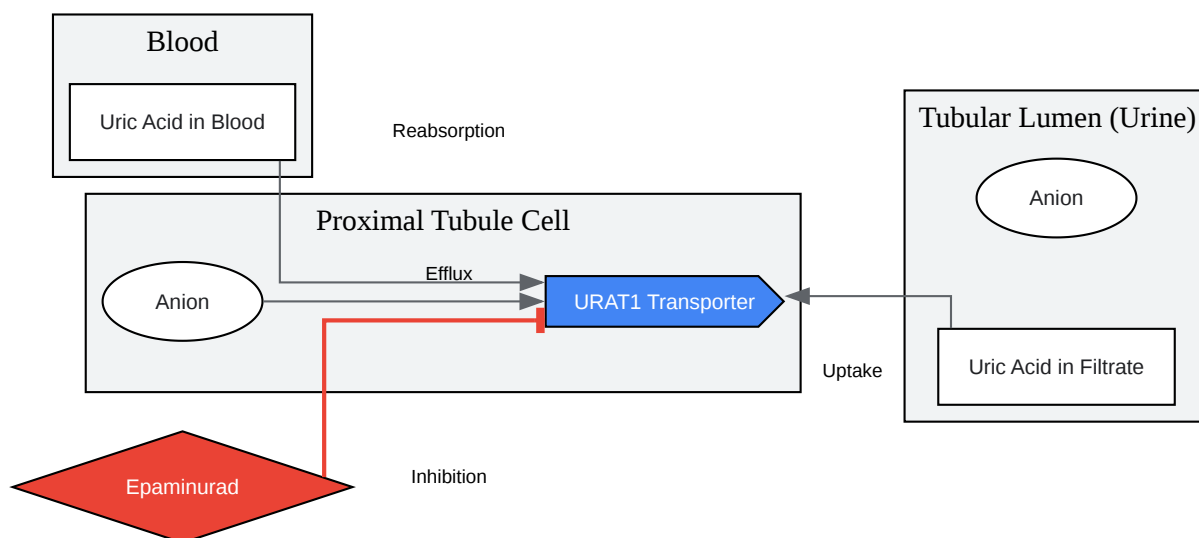 Blood
Uric Acid in Blood
Reabsorption
Tubular Lumen (Urine)
Anion
Proximal Tubule Cell
Efflux
Anion
URAT1 Transporter
Uptake
Uric Acid in Filtrate
Epaminurad
Inhibition